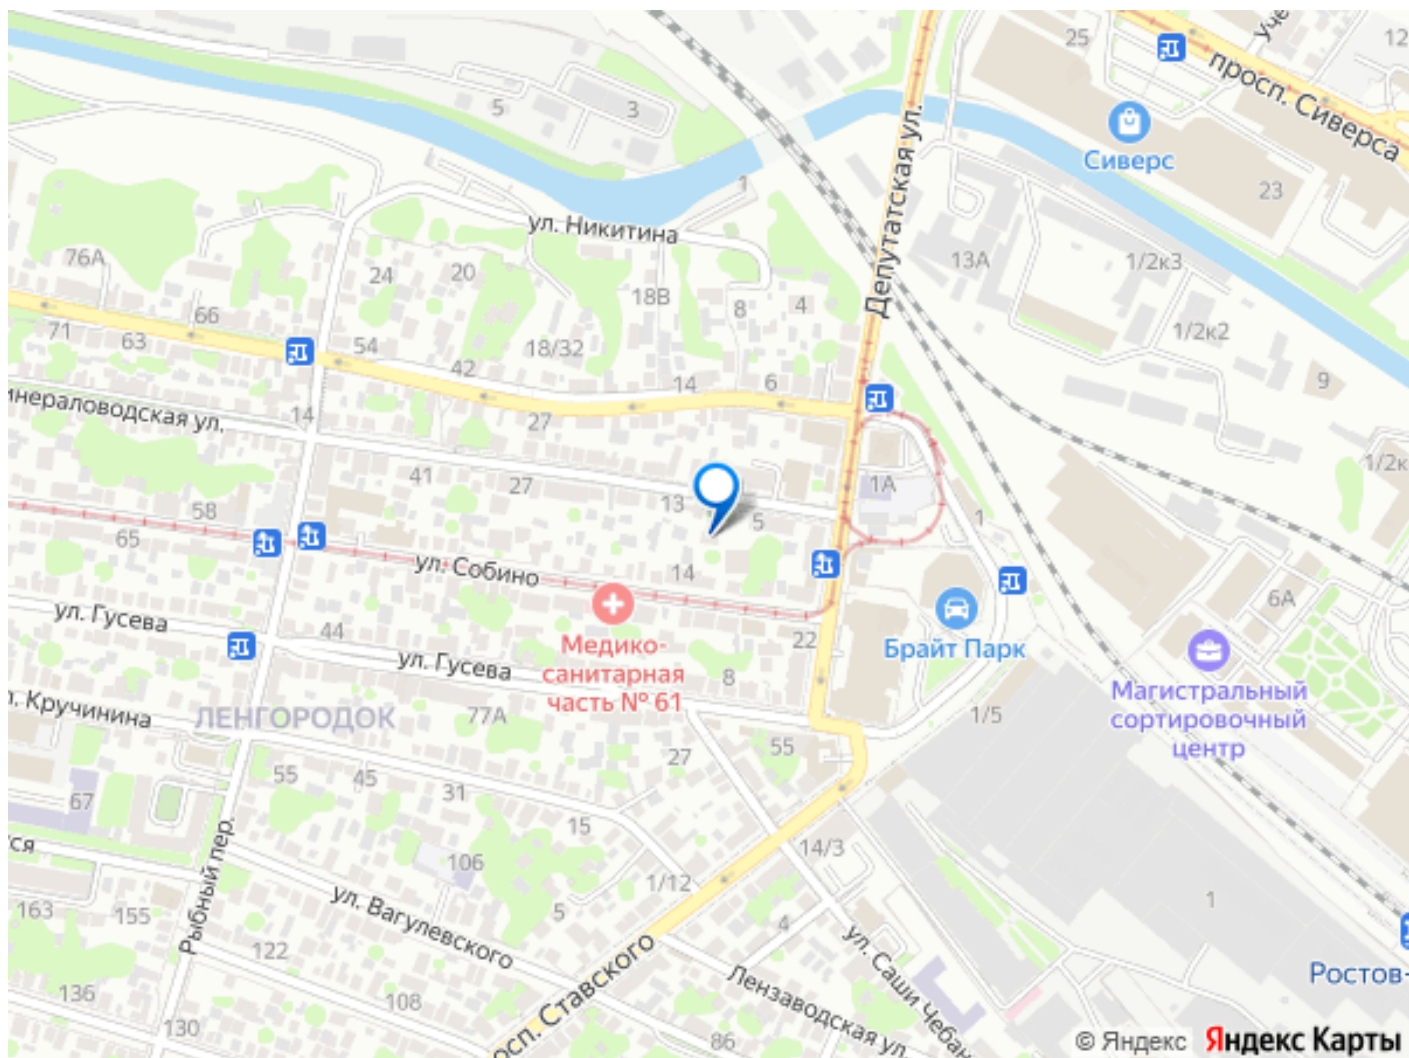 25
Уче
12
просп. Сиверса
5
3
Сиверс
Депутатская ул.
1
23
ул. Никитина
76А
24
20
13А
1/2к3
18В
8
4
66
71
63
54
18/32
1/2к2
42
14
6
9
инераловодская ул.
14
27
41
27
13
5
1А
1/2к
58
65
1
ул. Собино
14
6А
ул. Гусева
44
Медико-
санитарная
часть № 61
22
Брайт Парк
ул. Гусева
8
Магистральный
сортировочный
центр
л. Кручинина
ЛЕНГОРОДОК
77А
1/5
55
27
55
45
31
67
15
14/3
ся
Рыбный пер.
106
1/12
163
155
ул. Вагулевского
5
4
1
122
ул. Саши Чебан
Ростов-
осп. Ставского
Лензаводская ул.
136
108
130
86
© Яндекс Яндекс Карты